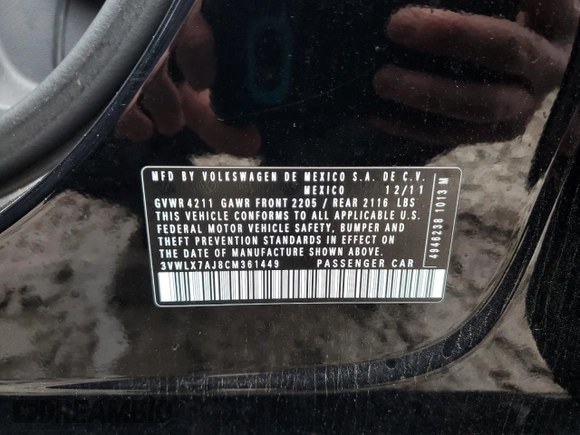 MFD BY VOLKSWAGEN DE MEXICO S.A. DE C.V.
MEXICO 12/11
GVWR 4211 GAWR FRONT 2205 / REAR 2116 LBS
THIS VEHICLE CONFORMS TO ALL APPLICABLE U.S.
FEDERAL MOTOR VEHICLE SAFETY, BUMPER AND
THEFT PREVENTION STANDARDS IN EFFECT ON
THE DATE OF MANUFACTURE SHOWN ABOVE.
3VWLX7AJ8CM361449 PASSENGER CAR
4946238 1013 M
DREAMBID